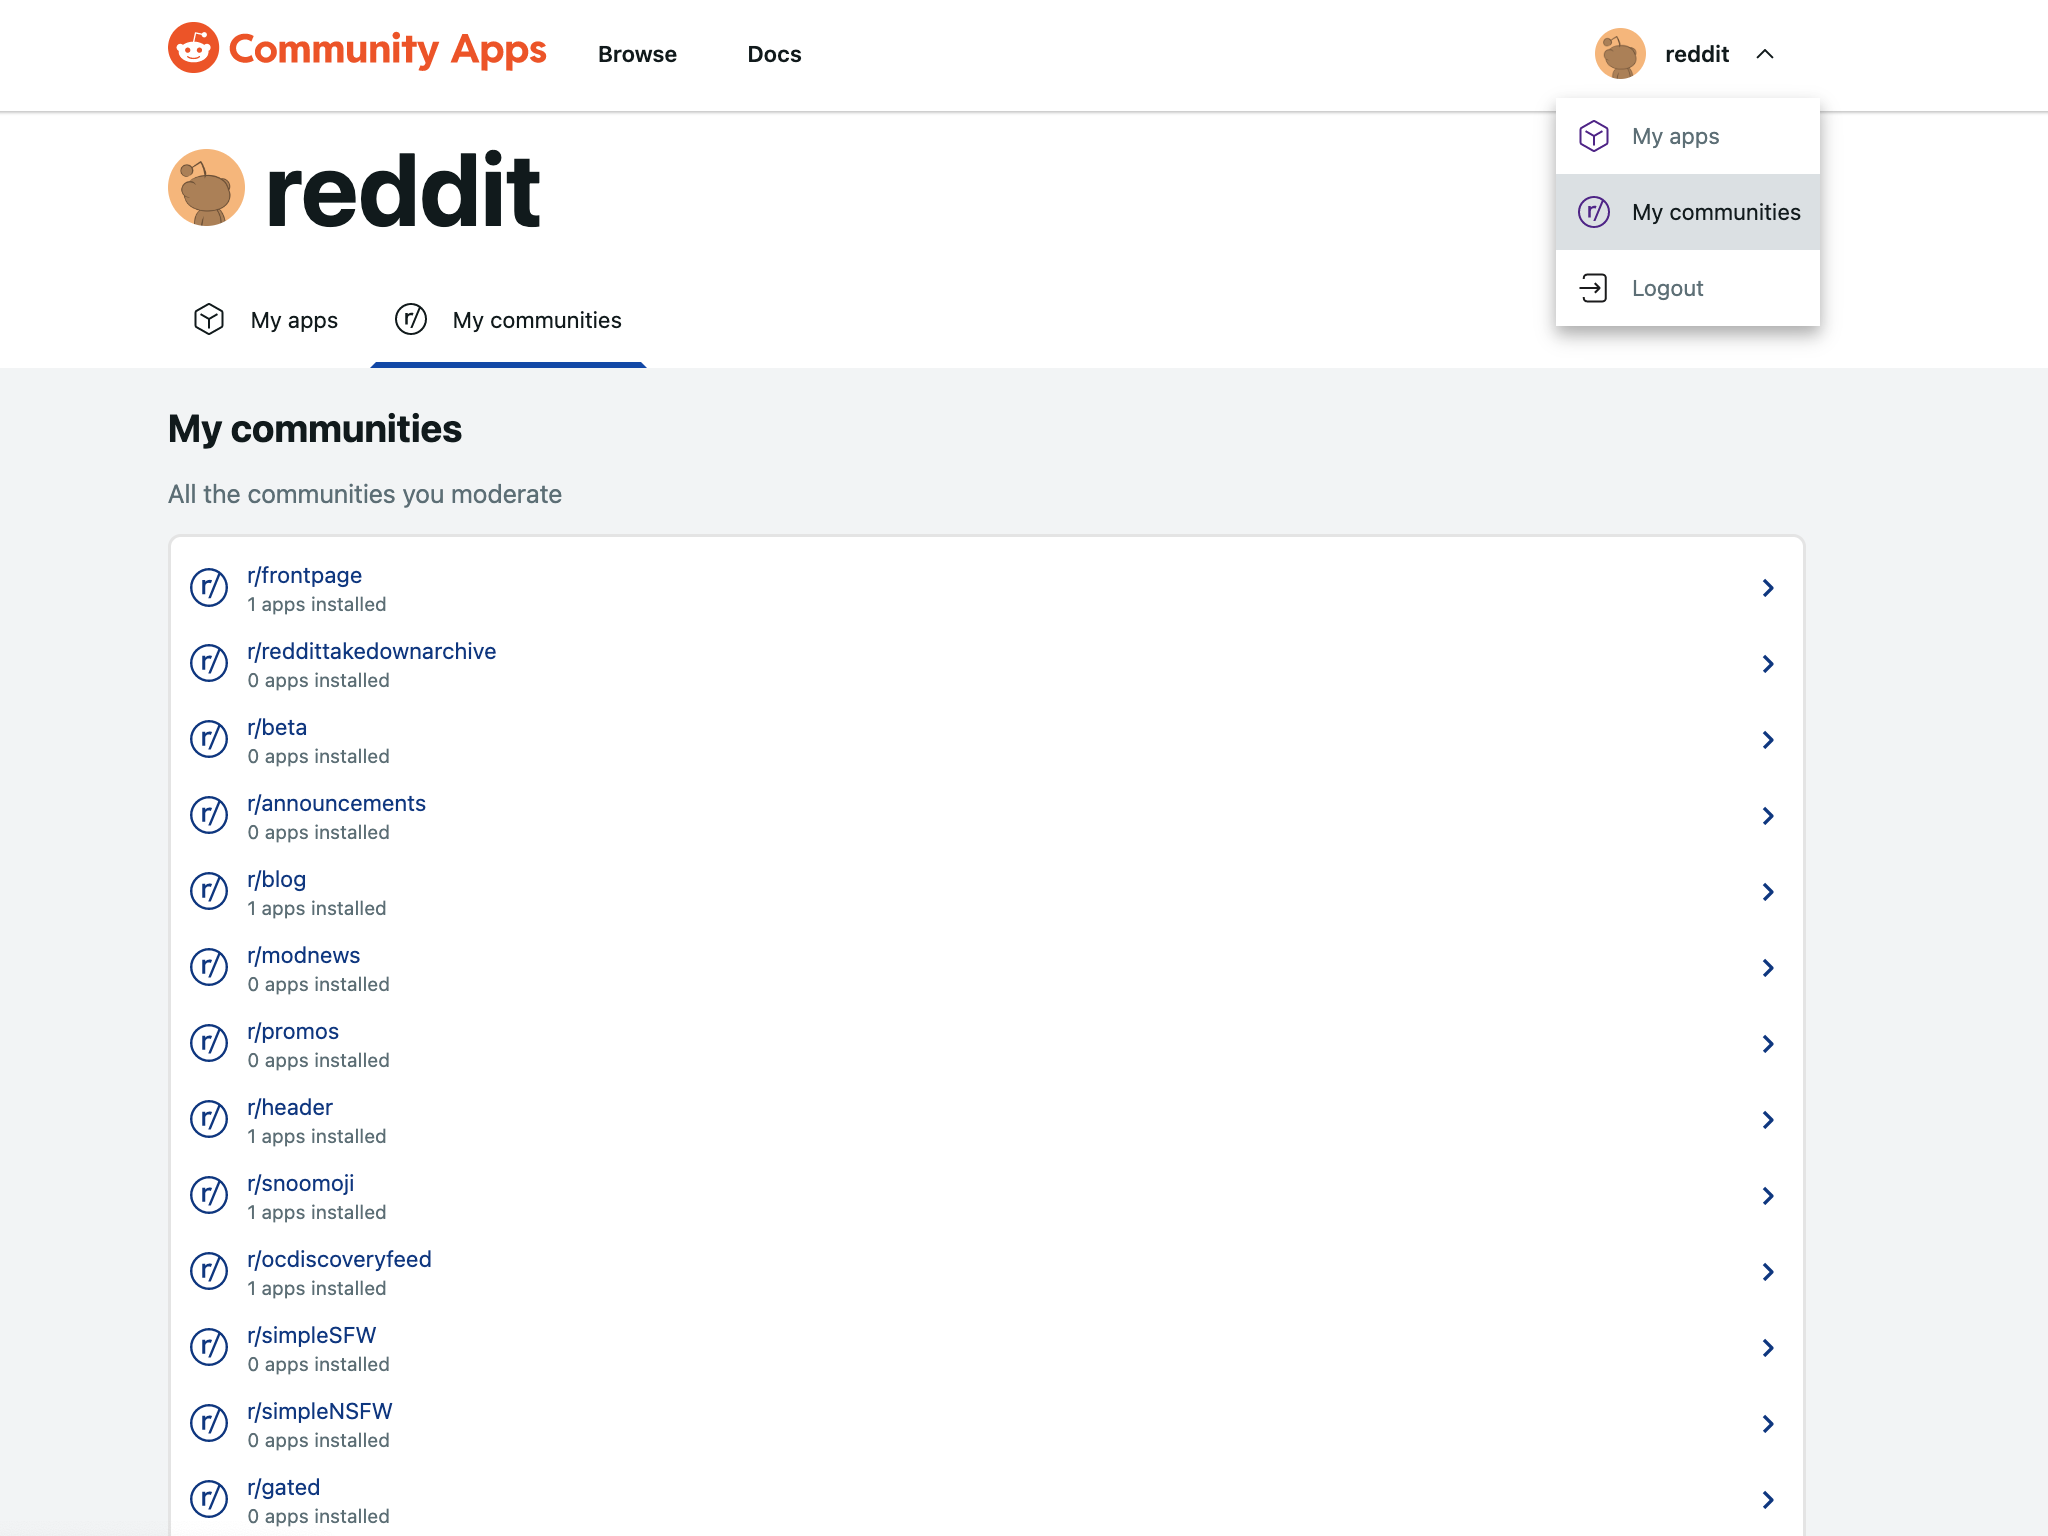 Community Apps
Browse
Docs
reddit
My apps
My communities
Logout
reddit
My apps
r/ My communities
My communities
All the communities you moderate
r/ r/frontpage
1 apps installed
r/ r/reddittakedownarchive
0 apps installed
r/ r/beta
0 apps installed
r/ r/announcements
0 apps installed
r/ r/blog
1 apps installed
r/ r/modnews
0 apps installed
r/ r/promos
0 apps installed
r/ r/header
1 apps installed
r/ r/snoomoji
1 apps installed
r/ r/ocdiscoveryfeed
1 apps installed
r/ r/simpleSFW
0 apps installed
r/ r/simpleNSFW
0 apps installed
r/ r/gated
0 apps installed